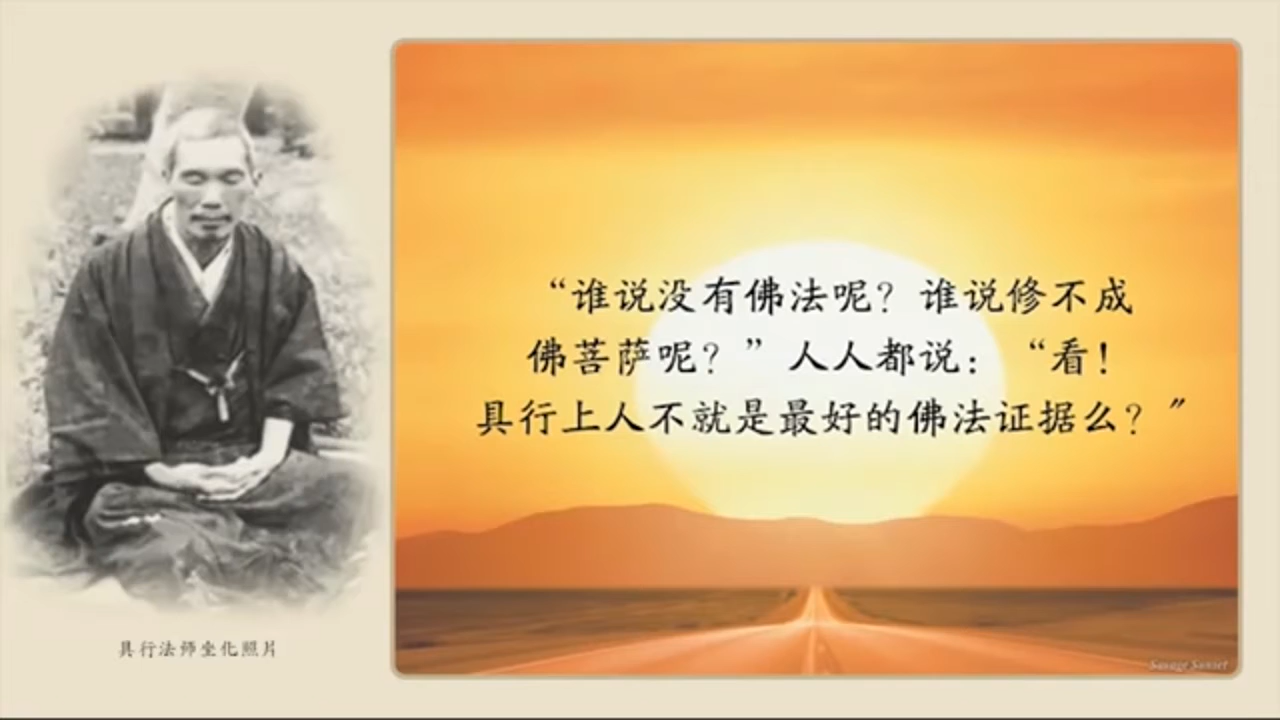 “谁说没有佛法呢？谁说修不成
佛菩萨呢？”人人都说：“看！
具行上人不就是最好的佛法证据么？〞
具行法师坐化照片
Savage Sunset